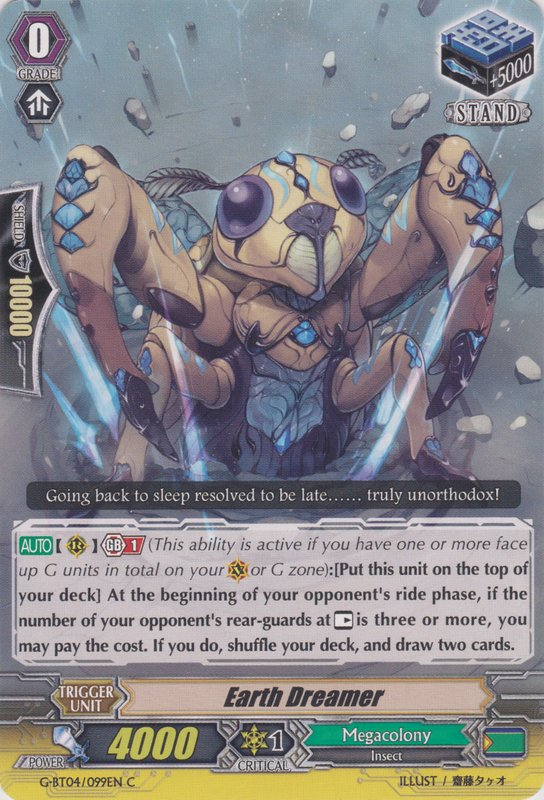 0
GRADE
+5000
STAND
SHIELD
10000
Going back to sleep resolved to be late...... truly unorthodox!
AUTO【 】GB 1 (This ability is active if you have one or more face
up G units in total on your or G zone):[Put this unit on the top of
your deck] At the beginning of your opponent's ride phase, if the
number of your opponent's rear-guards at is three or more, you
may pay the cost. If you do, shuffle your deck, and draw two cards.
TRIGGER
UNIT
Earth Dreamer
POWER
4000
1
CRITICAL
Megacolony
Insect
G-BT04/099EN C
ILLUST / 齋藤タヶオ